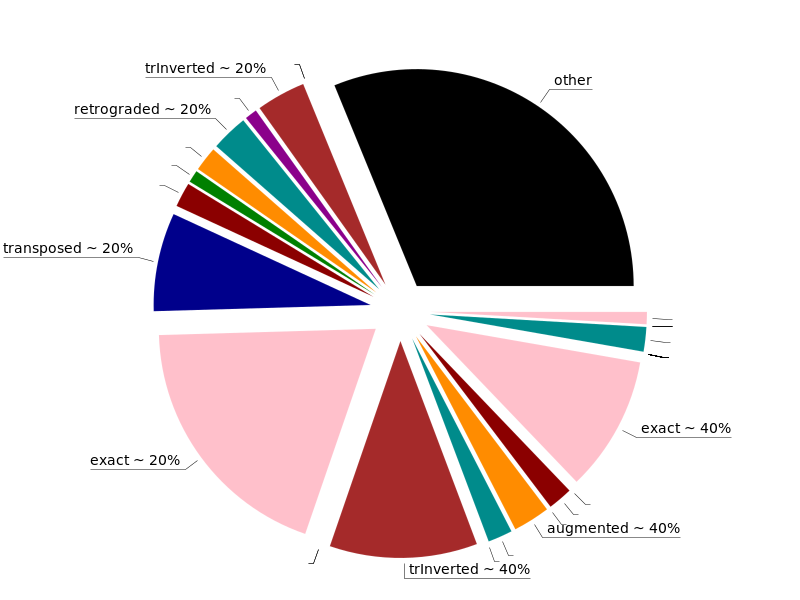 trInverted ~ 20%
other
retrograded ~ 20%
transposed ~ 20%
exact ~ 20%
exact ~ 40%
augmented ~ 40%
trInverted ~ 40%